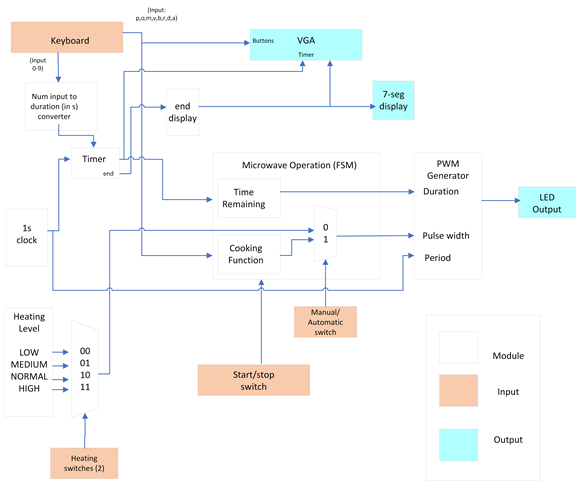 (Input:
p,o,m,v,b,r,d,a)
Keyboard
Buttons
VGA
Timer
(Input
0-9)
Num input to
duration (in s)
converter
end
display
7-seg
display
Timer
end
Microwave Operation (FSM)
PWM
Generator
Time
Remaining
Duration
LED
Output
1s
clock
0
1
Pulse width
Cooking
Function
Period
Heating
Level
Manual/
Automatic
switch
LOW
MEDIUM
NORMAL
HIGH
00
01
10
11
Start/stop
switch
Module
Input
Output
Heating
switches (2)